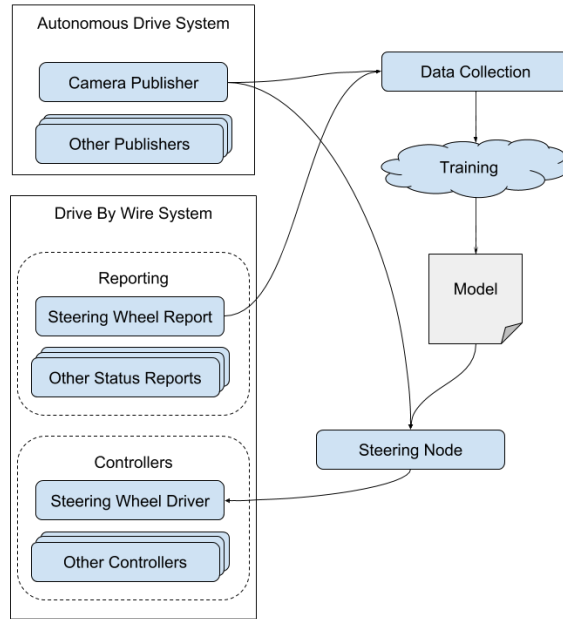 Autonomous Drive System
Camera Publisher
Other Publishers
Data Collection
Training
Model
Drive By Wire System
Reporting
Steering Wheel Report
Other Status Reports
Steering Node
Controllers
Steering Wheel Driver
Other Controllers